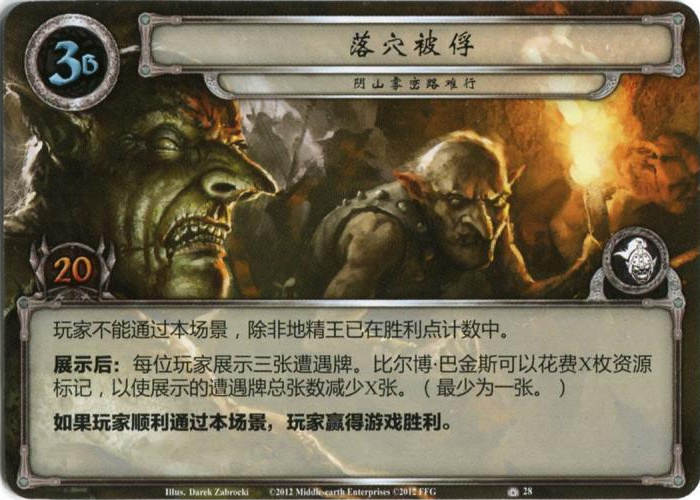 3B
落穴被俘
阴山雾密路难行
20
玩家不能通过本场景，除非地精王已在胜利点计数中。
展示后：每位玩家展示三张遭遇牌。比尔博·巴金斯可以花费X枚资源
标记，以使展示的遭遇牌总张数减少X张。（最少为一张。）
如果玩家顺利通过本场景，玩家赢得游戏胜利。
Illus. Darek Zabrocki ©2012 Middle-earth Enterprises ©2012 FFG 28